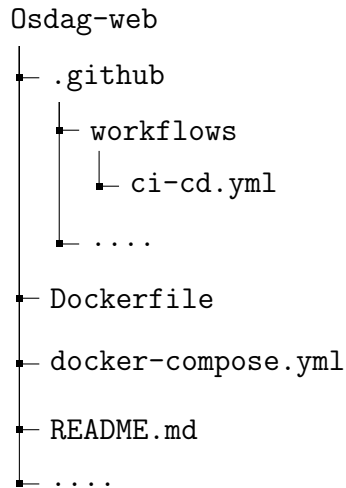 Osdag-web
.github
workflows
ci-cd.yml
....
Dockerfile
docker-compose.yml
README.md
....